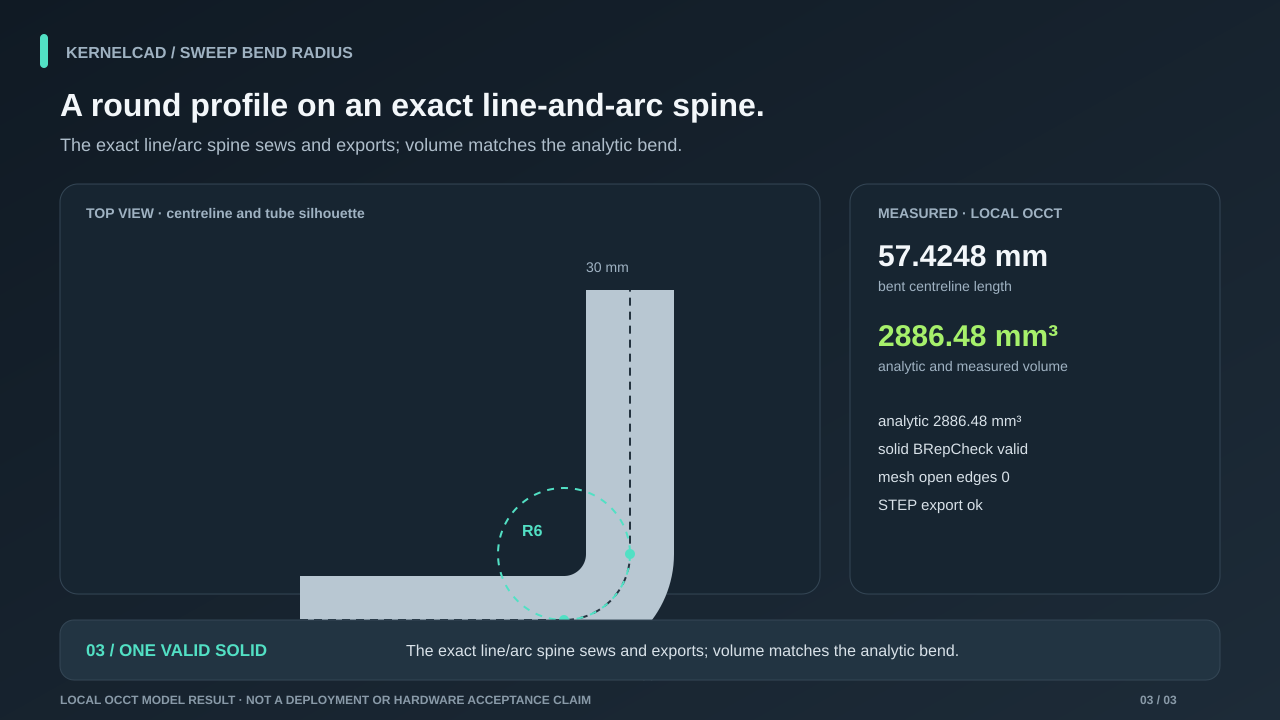 KERNELCAD / SWEEP BEND RADIUS
A round profile on an exact line-and-arc spine.
The exact line/arc spine sews and exports; volume matches the analytic bend.
TOP VIEW · centreline and tube silhouette
30 mm
R6
MEASURED · LOCAL OCCT
57.4248 mm
bent centreline length
2886.48 mm³
analytic and measured volume
analytic 2886.48 mm³
solid BRepCheck valid
mesh open edges 0
STEP export ok
03 / ONE VALID SOLID
The exact line/arc spine sews and exports; volume matches the analytic bend.
LOCAL OCCT MODEL RESULT · NOT A DEPLOYMENT OR HARDWARE ACCEPTANCE CLAIM
03 / 03